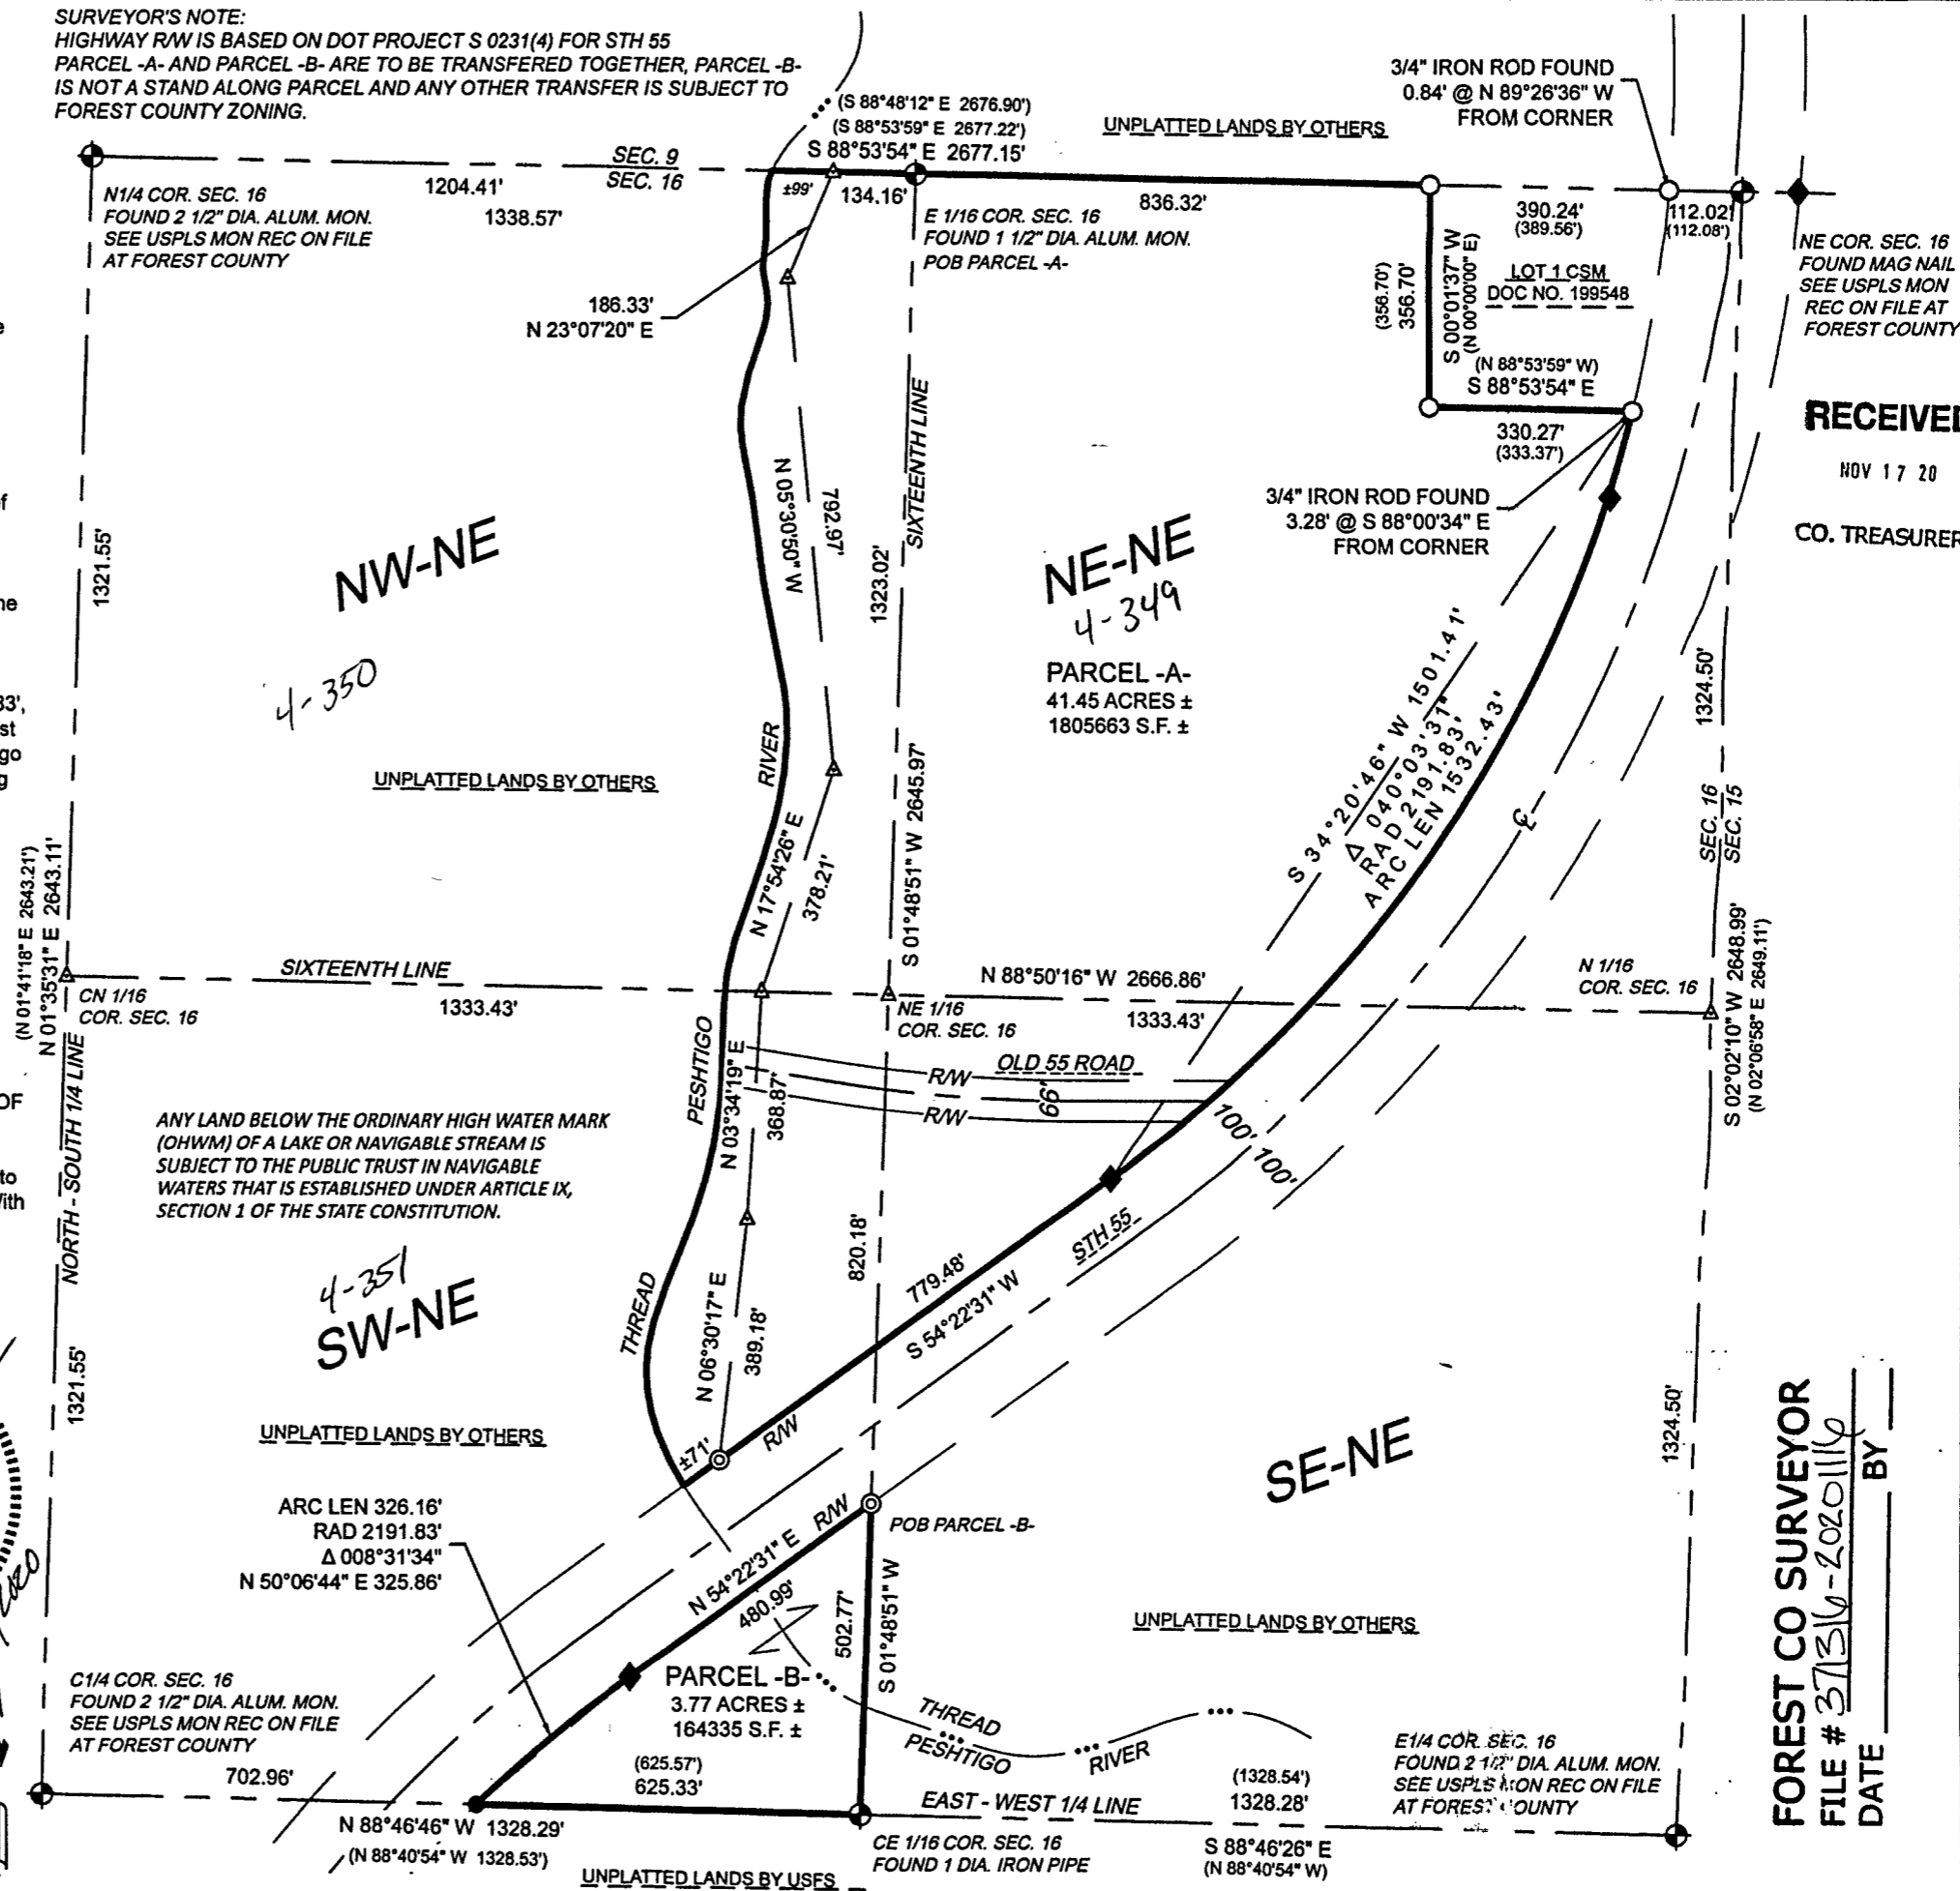 SURVEYOR'S NOTE:
HIGHWAY R/W IS BASED ON DOT PROJECT S 0231(4) FOR STH 55
PARCEL -A- AND PARCEL -B- ARE TO BE TRANSFERED TOGETHER, PARCEL -B-
IS NOT A STAND ALONG PARCEL AND ANY OTHER TRANSFER IS SUBJECT TO
FOREST COUNTY ZONING.
(S 88°48'12" E 2676.90')
(S 88°53'59" E 2677.22')
S 88°53'54" E 2677.15'
UNPLATTED LANDS BY OTHERS
3/4" IRON ROD FOUND
0.84' @ N 89°26'36" W
FROM CORNER
SEC. 9
SEC. 16
1204.41'
1338.57'
±99'
134.16'
836.32'
390.24'
(389.56')
112.02'
(112.08')
N1/4 COR. SEC. 16
FOUND 2 1/2" DIA. ALUM. MON.
SEE USPLS MON REC ON FILE
AT FOREST COUNTY
E 1/16 COR. SEC. 16
FOUND 1 1/2" DIA. ALUM. MON.
POB PARCEL -A-
NE COR. SEC. 16
FOUND MAG NAIL
SEE USPLS MON
REC ON FILE AT
FOREST COUNTY
186.33'
N 23°07'20" E
(356.70')
356.70'
S 00°01'37" W
(N 00°00'00" E)
LOT 1 CSM
DOC NO. 199548
(N 88°53'59" W)
S 88°53'54" E
330.27'
(333.37')
RECEIVED
NOV 17 20
CO. TREASURER
3/4" IRON ROD FOUND
3.28' @ S 88°00'34" E
FROM CORNER
1321.55'
NW-NE
4-350
N 05°30'50" W
792.97'
SIXTEENTH LINE
1323.02'
NE-NE
4-349
PARCEL -A-
41.45 ACRES ±
1805663 S.F. ±
S 34°20'46" W 1501.41'
Δ 040°03'31"
RAD 2191.83'
ARC LEN 1532.43'
1324.50'
UNPLATTED LANDS BY OTHERS
RIVER
S 01°48'51" W 2645.97'
℄
SEC. 16
SEC. 15
(N 01°41'18" E 2643.21')
N 01°35'31" E 2643.11'
N 17°54'26" E
378.21'
SIXTEENTH LINE
1333.43'
CN 1/16
COR. SEC. 16
N 88°50'16" W 2666.86'
1333.43'
NE 1/16
COR. SEC. 16
N 1/16
COR. SEC. 16
S 02°02'10" W 2648.99'
(N 02°06'58" E 2649.11')
NORTH - SOUTH 1/4 LINE
PESHTIGO
N 03°34'19" E
368.87'
R/W
OLD 55 ROAD
66'
R/W
100'
100'
ANY LAND BELOW THE ORDINARY HIGH WATER MARK
(OHWM) OF A LAKE OR NAVIGABLE STREAM IS
SUBJECT TO THE PUBLIC TRUST IN NAVIGABLE
WATERS THAT IS ESTABLISHED UNDER ARTICLE IX,
SECTION 1 OF THE STATE CONSTITUTION.
4-351
SW-NE
THREAD
N 06°30'17" E
389.18'
820.18'
779.48'
S 54°22'31" W
STH 55
1321.55'
UNPLATTED LANDS BY OTHERS
±71'
R/W
SE-NE
1324.50'
ARC LEN 326.16'
RAD 2191.83'
Δ 008°31'34"
N 50°06'44" E 325.86'
N 54°22'31" E
R/W
480.99'
POB PARCEL -B-
502.77'
S 01°48'51" W
UNPLATTED LANDS BY OTHERS
PARCEL -B-
3.77 ACRES ±
164335 S.F. ±
THREAD
PESHTIGO
RIVER
C1/4 COR. SEC. 16
FOUND 2 1/2" DIA. ALUM. MON.
SEE USPLS MON REC ON FILE
AT FOREST COUNTY
E1/4 COR. SEC. 16
FOUND 2 1/2" DIA. ALUM. MON.
SEE USPLS MON REC ON FILE
AT FOREST COUNTY
702.96'
(625.57')
625.33'
(1328.54')
1328.28'
EAST - WEST 1/4 LINE
N 88°46'46" W 1328.29'
(N 88°40'54" W 1328.53')
CE 1/16 COR. SEC. 16
FOUND 1 DIA. IRON PIPE
S 88°46'26" E
(N 88°40'54" W)
UNPLATTED LANDS BY USFS
FOREST CO SURVEYOR
FILE # 371316-20201116
DATE BY